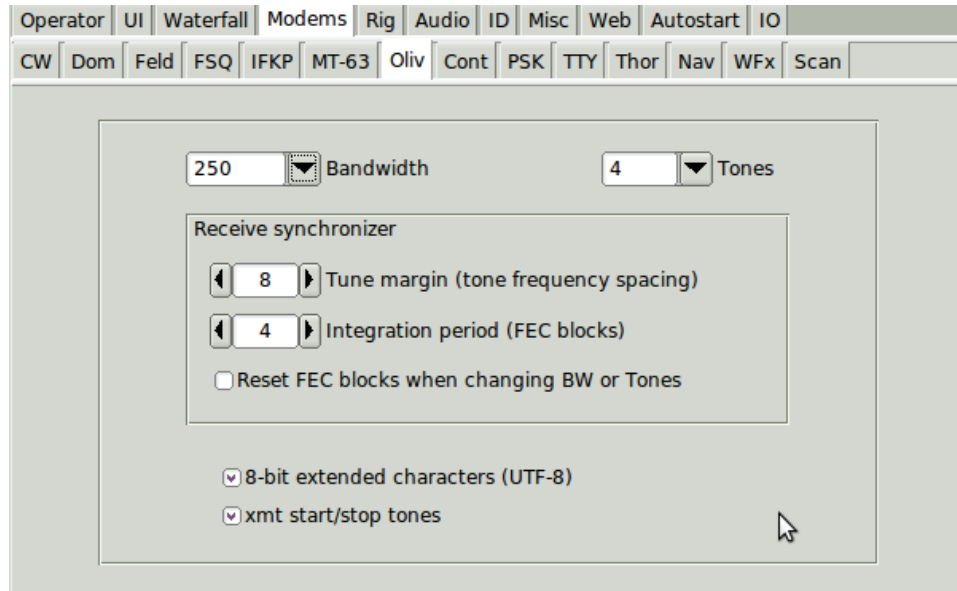 Operator UI Waterfall Modems Rig Audio ID Misc Web Autostart IO
CW Dom Feld FSQ IFKP MT-63 Oliv Cont PSK TTY Thor Nav WFx Scan
250 Bandwidth 4 Tones
Receive synchronizer
8 Tune margin (tone frequency spacing)
4 Integration period (FEC blocks)
Reset FEC blocks when changing BW or Tones
8-bit extended characters (UTF-8)
xmt start/stop tones